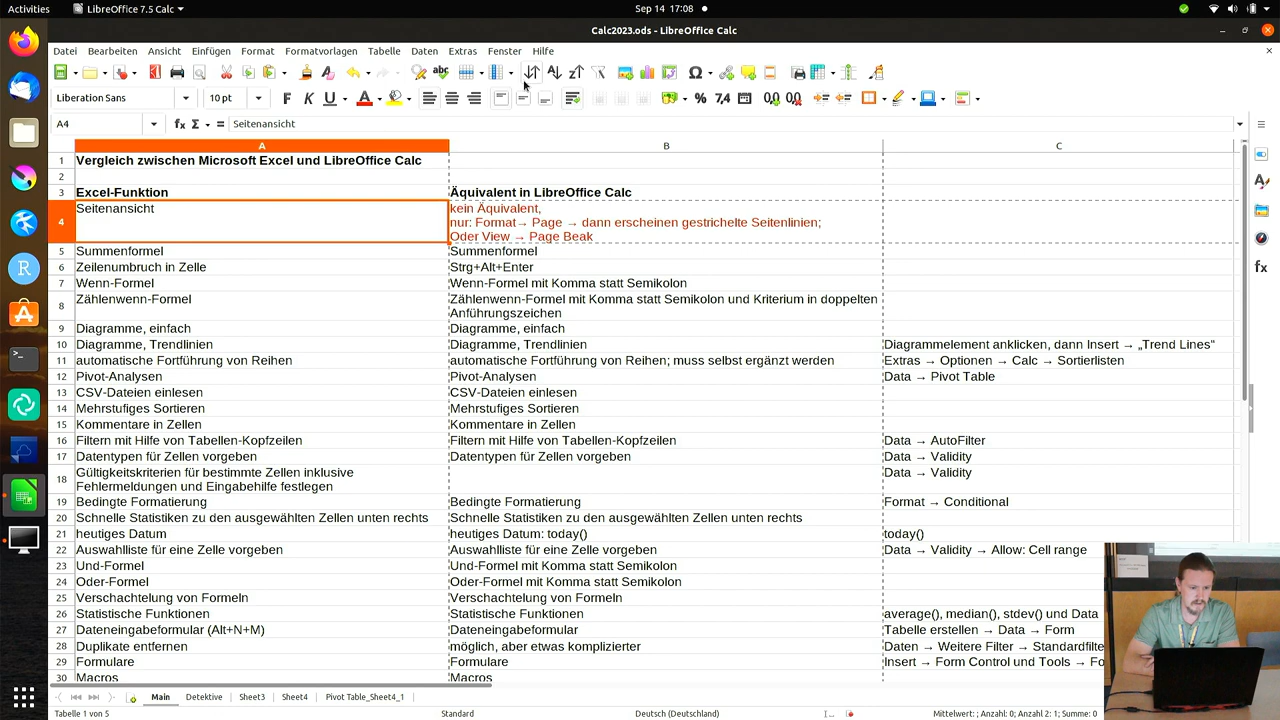 Activities
LibreOffice 7.5 Calc
Sep 14 17:08
Calc2023.ods - LibreOffice Calc
Datei Bearbeiten Ansicht Einfügen Format Formatvorlagen Tabelle Daten Extras Fenster Hilfe
Liberation Sans 10 pt
A4 Seitenansicht
A B C
1 Vergleich zwischen Microsoft Excel und LibreOffice Calc
2
3 Excel-Funktion Äquivalent in LibreOffice Calc
4 Seitenansicht kein Äquivalent,
nur: Format→ Page → dann erscheinen gestrichelte Seitenlinien;
Oder View → Page Beak
5 Summenformel Summenformel
6 Zeilenumbruch in Zelle Strg+Alt+Enter
7 Wenn-Formel Wenn-Formel mit Komma statt Semikolon
8 Zählenwenn-Formel Zählenwenn-Formel mit Komma statt Semikolon und Kriterium in doppelten
Anführungszeichen
9 Diagramme, einfach Diagramme, einfach
10 Diagramme, Trendlinien Diagramme, Trendlinien Diagrammelement anklicken, dann Insert → „Trend Lines“
11 automatische Fortführung von Reihen automatische Fortführung von Reihen; muss selbst ergänzt werden Extras → Optionen → Calc → Sortierlisten
12 Pivot-Analysen Pivot-Analysen Data → Pivot Table
13 CSV-Dateien einlesen CSV-Dateien einlesen
14 Mehrstufiges Sortieren Mehrstufiges Sortieren
15 Kommentare in Zellen Kommentare in Zellen
16 Filtern mit Hilfe von Tabellen-Kopfzeilen Filtern mit Hilfe von Tabellen-Kopfzeilen Data → AutoFilter
17 Datentypen für Zellen vorgeben Datentypen für Zellen vorgeben Data → Validity
18 Gültigkeitskriterien für bestimmte Zellen inklusive Data → Validity
Fehlermeldungen und Eingabehilfe festlegen
19 Bedingte Formatierung Bedingte Formatierung Format → Conditional
20 Schnelle Statistiken zu den ausgewählten Zellen unten rechts Schnelle Statistiken zu den ausgewählten Zellen unten rechts
21 heutiges Datum heutiges Datum: today() today()
22 Auswahlliste für eine Zelle vorgeben Auswahlliste für eine Zelle vorgeben Data → Validity → Allow: Cell range
23 Und-Formel Und-Formel mit Komma statt Semikolon
24 Oder-Formel Oder-Formel mit Komma statt Semikolon
25 Verschachtelung von Formeln Verschachtelung von Formeln
26 Statistische Funktionen Statistische Funktionen average(), median(), stdev() und Data
27 Dateneingabeformular (Alt+N+M) Dateneingabeformular Tabelle erstellen → Data → Form
28 Duplikate entfernen möglich, aber etwas komplizierter Daten → Weitere Filter → Standardfilte
29 Formulare Formulare Insert → Form Control und Tools → Fo
30 Macros Macros
Main Detektive Sheet3 Sheet4 Pivot Table_Sheet4_1
Tabelle 1 von 5 Standard Deutsch (Deutschland) Mittelwert: ; Anzahl: 0; Anzahl 2: 1; Summe: 0